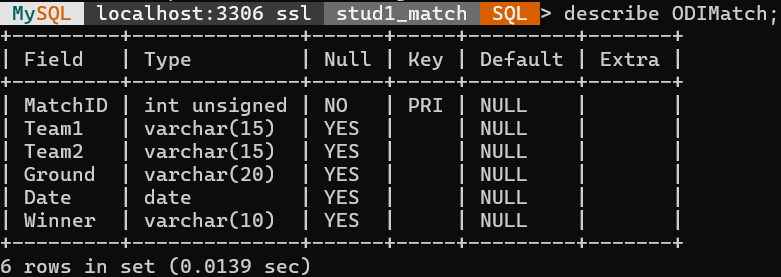 MySQL localhost:3306 ssl stud1_match SQL > describe ODIMatch;
+----------+--------------+------+-----+---------+-------+
| Field    | Type         | Null | Key | Default | Extra |
+----------+--------------+------+-----+---------+-------+
| MatchID  | int unsigned | NO   | PRI | NULL    |       |
| Team1    | varchar(15)  | YES  |     | NULL    |       |
| Team2    | varchar(15)  | YES  |     | NULL    |       |
| Ground   | varchar(20)  | YES  |     | NULL    |       |
| Date     | date         | YES  |     | NULL    |       |
| Winner   | varchar(10)  | YES  |     | NULL    |       |
+----------+--------------+------+-----+---------+-------+
6 rows in set (0.0139 sec)